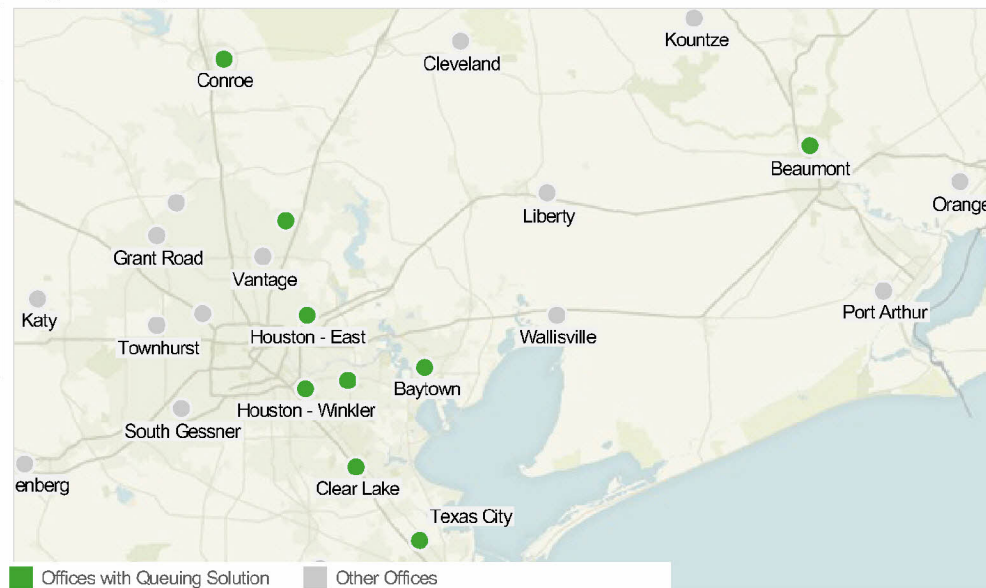 Kountze
Cleveland
Conroe
Beaumont
Orange
Liberty
Grant Road
Vantage
Katy
Port Arthur
Houston - East
Wallisville
Townhurst
Baytown
Houston - Winkler
South Gessner
enberg
Clear Lake
Texas City
Offices with Queuing Solution
Other Offices